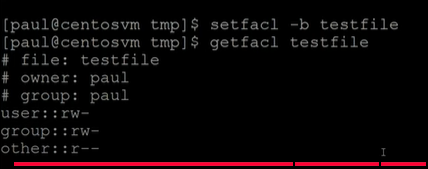 [paul@centosvm tmp]$ setfacl -b testfile
[paul@centosvm tmp]$ getfacl testfile
# file: testfile
# owner: paul
# group: paul
user::rw-
group::rw-
other::r--